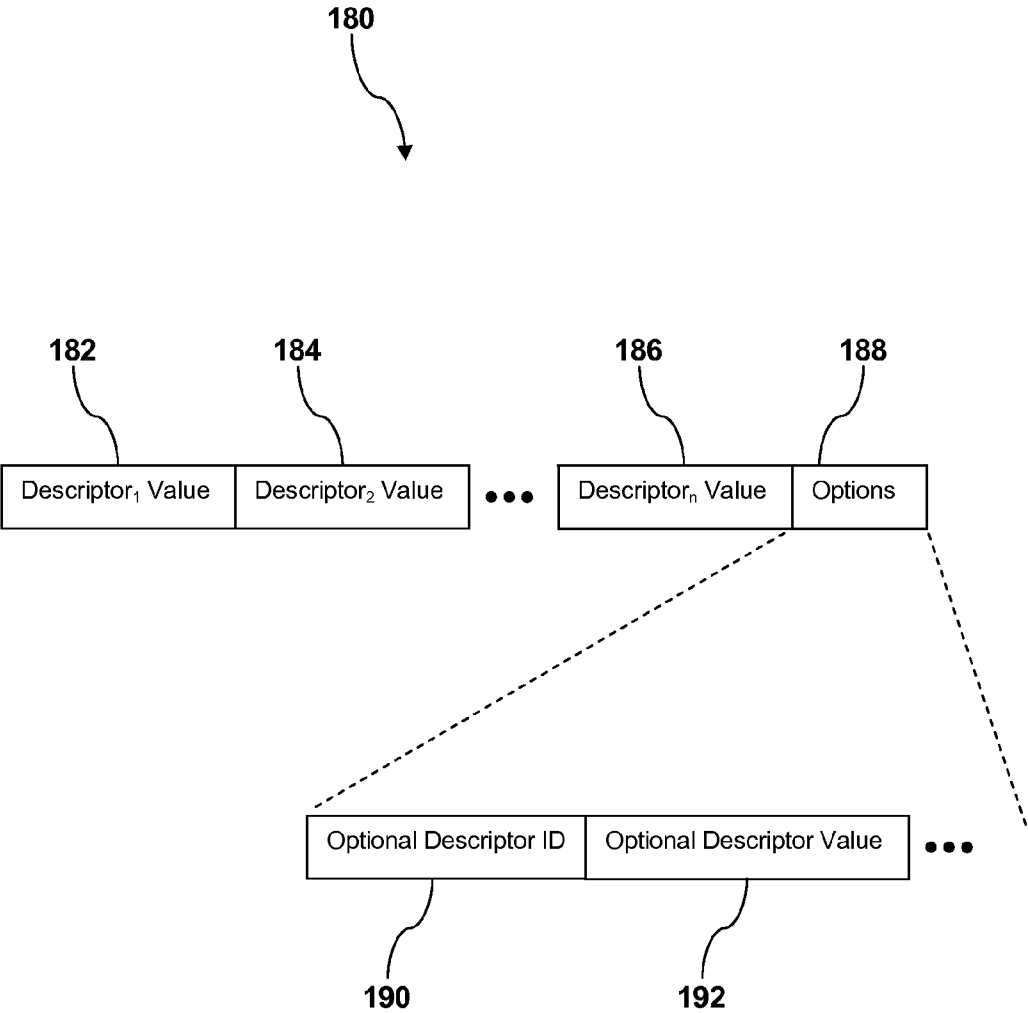 180
182 184 186 188
Descriptor₁ Value Descriptor₂ Value ••• Descriptorₙ Value Options
Optional Descriptor ID Optional Descriptor Value •••
190 192